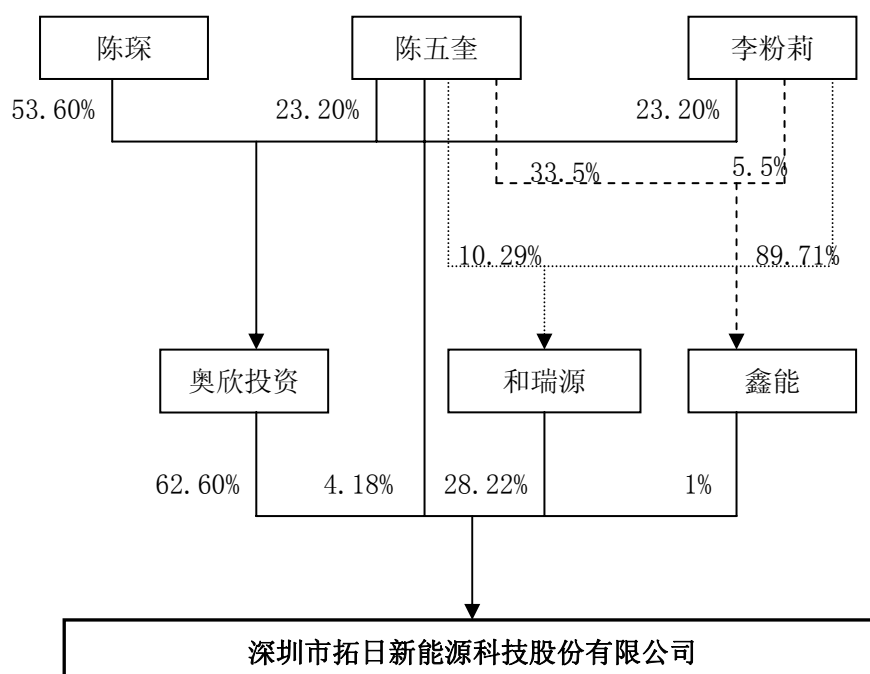 陈琛 陈五奎 李粉莉
53.60% 23.20% 23.20%
33.5% 5.5%
10.29% 89.71%
奥欣投资 和瑞源 鑫能
62.60% 4.18% 28.22% 1%
深圳市拓日新能源科技股份有限公司